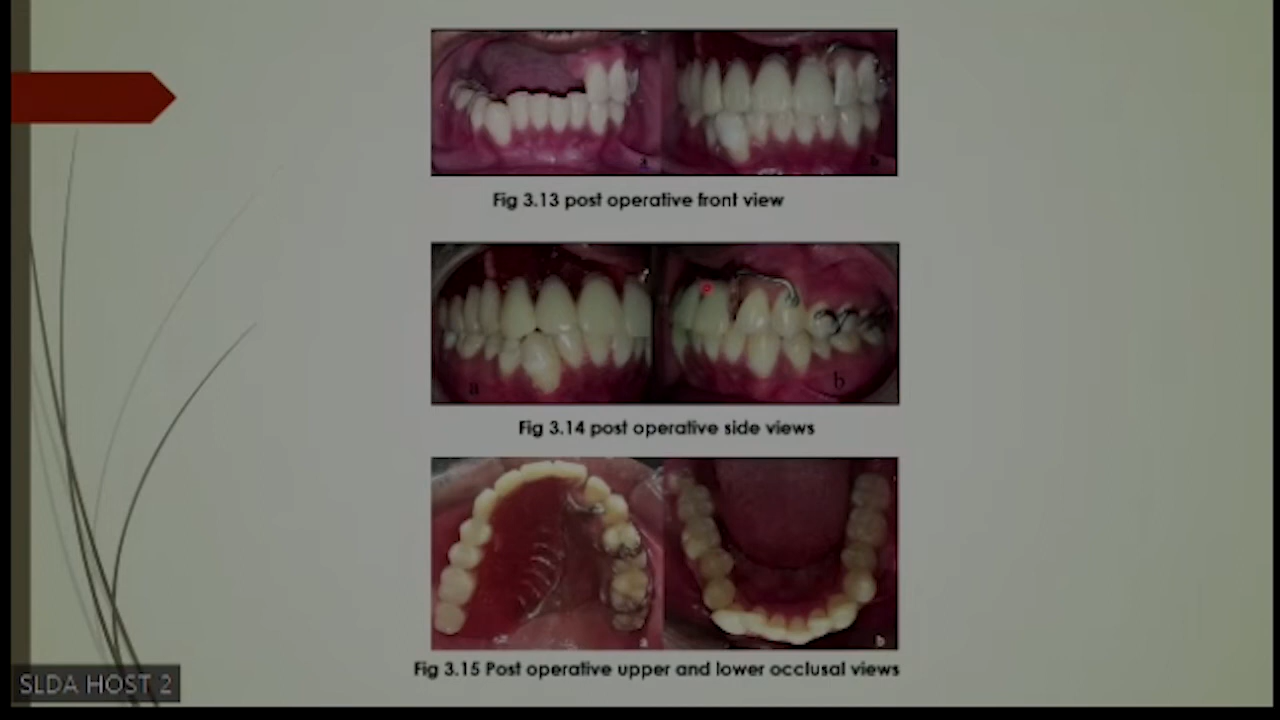 a
Fig 3.13 post operative front view
a
b
Fig 3.14 post operative side views
a
b
Fig 3.15 Post operative upper and lower occlusal views
SLDA HOST 2